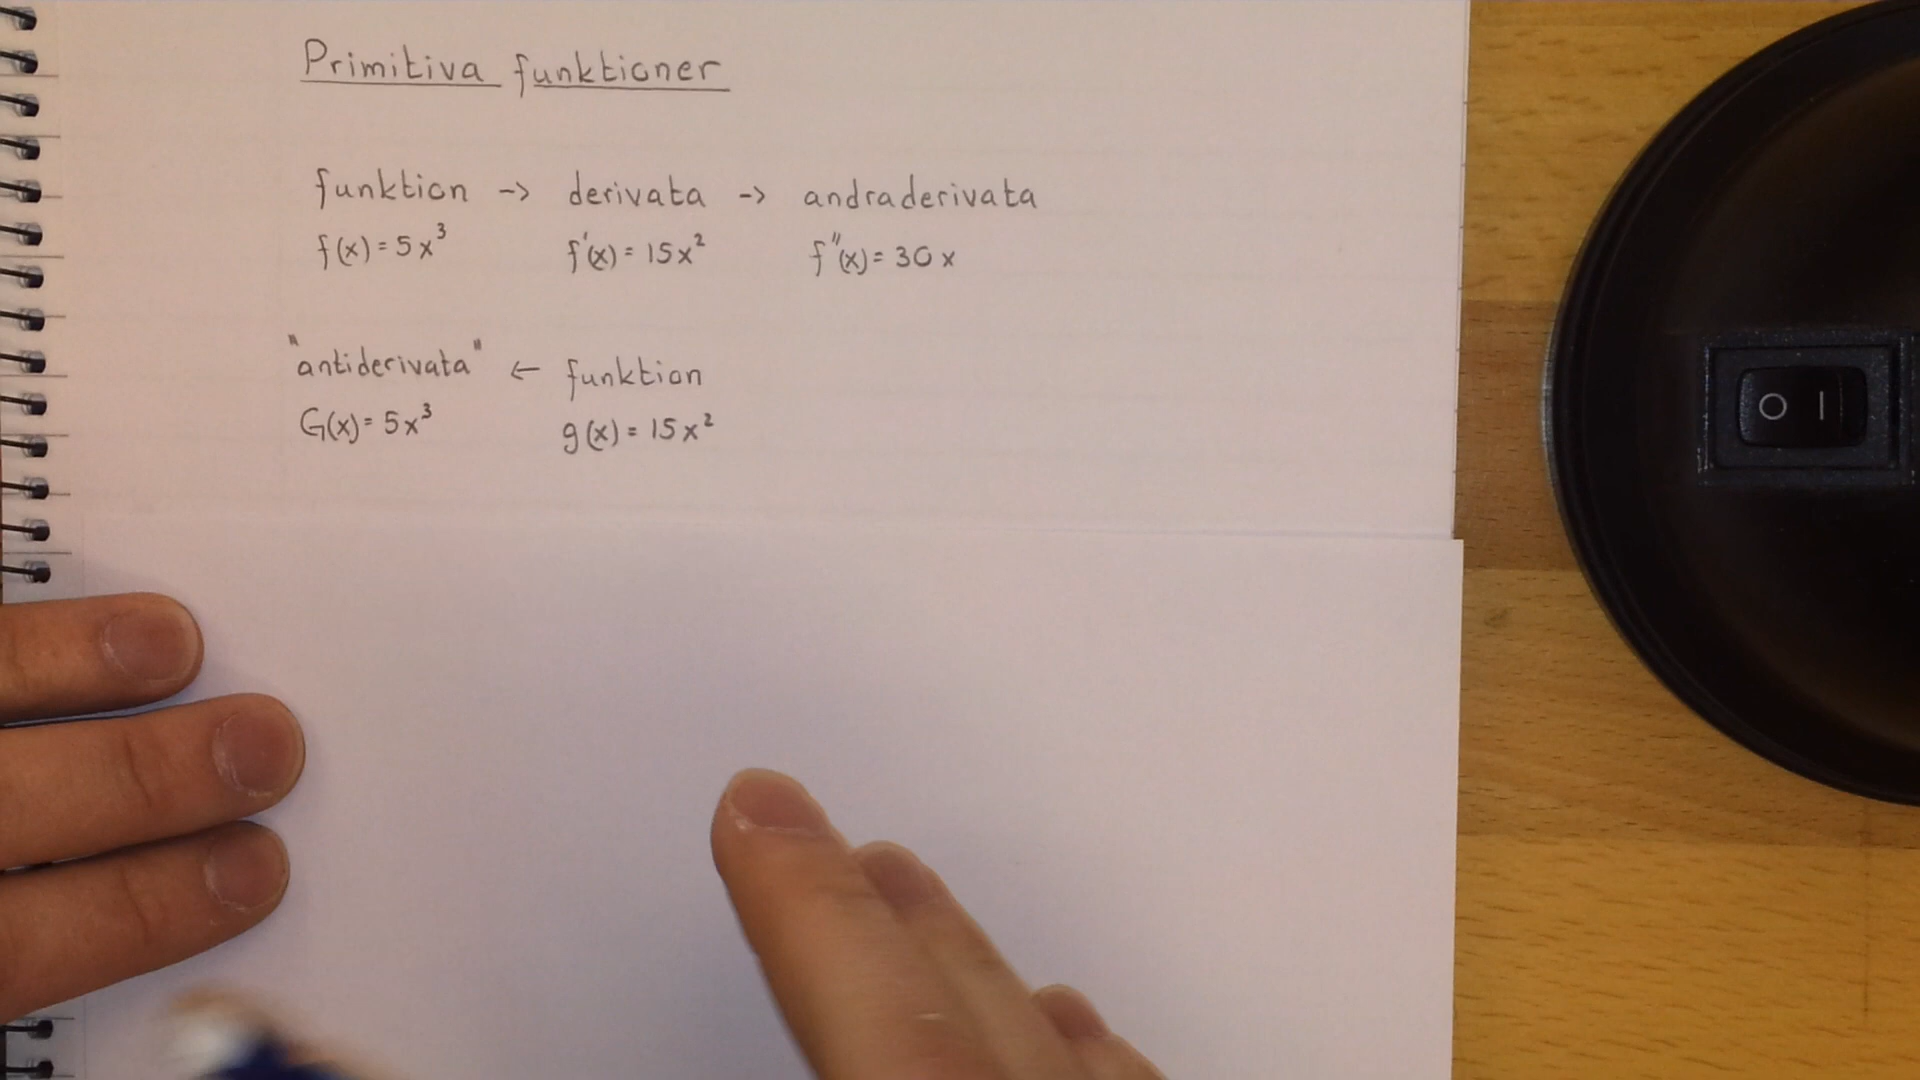 Primitiva funktioner
funktion -> derivata -> andraderivata
f(x) = 5x³ f'(x) = 15x² f"(x) = 30x
"antiderivata" ← funktion
G(x) = 5x³ g(x) = 15x²
O I